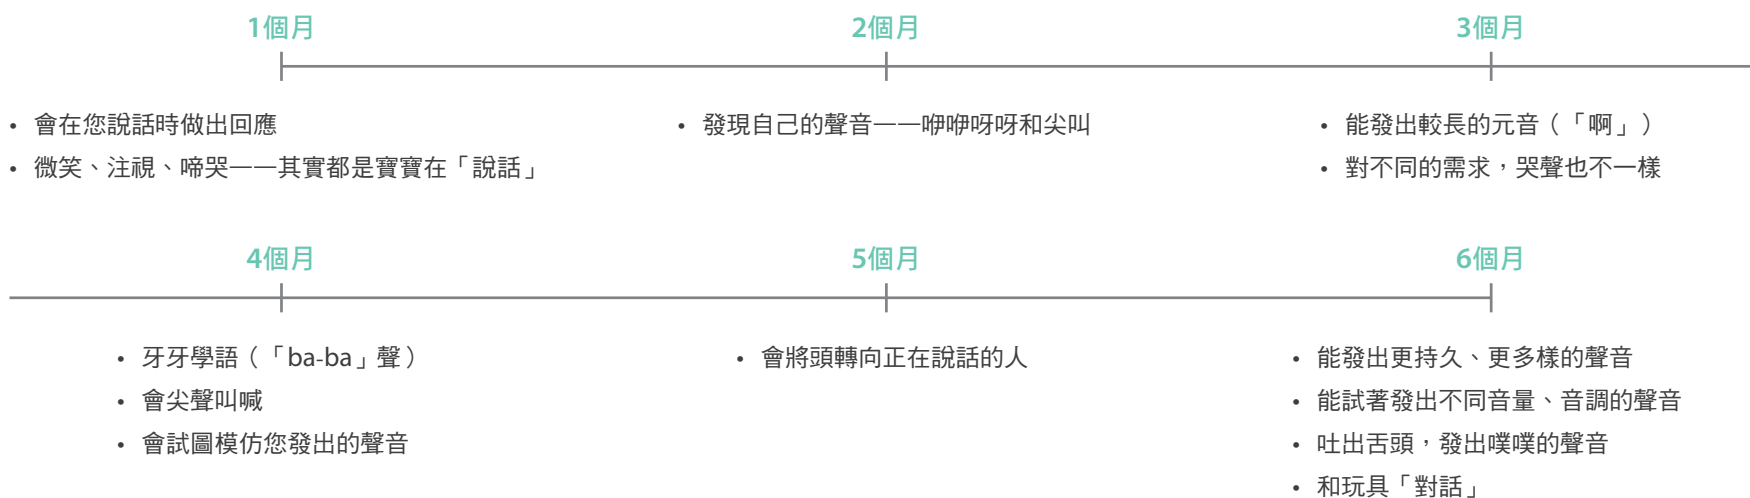 1個月
2個月
3個月
• 會在您說話時做出回應
• 微笑、注視、啼哭——其實都是寶寶在「說話」
• 發現自己的聲音——咿咿呀呀和尖叫
• 能發出較長的元音（「啊」）
• 對不同的需求，哭聲也不一樣
4個月
5個月
6個月
• 牙牙學語（「ba-ba」聲）
• 會尖聲叫喊
• 會試圖模仿您發出的聲音
• 會將頭轉向正在說話的人
• 能發出更持久、更多樣的聲音
• 能試著發出不同音量、音調的聲音
• 吐出舌頭，發出噗噗的聲音
• 和玩具「對話」